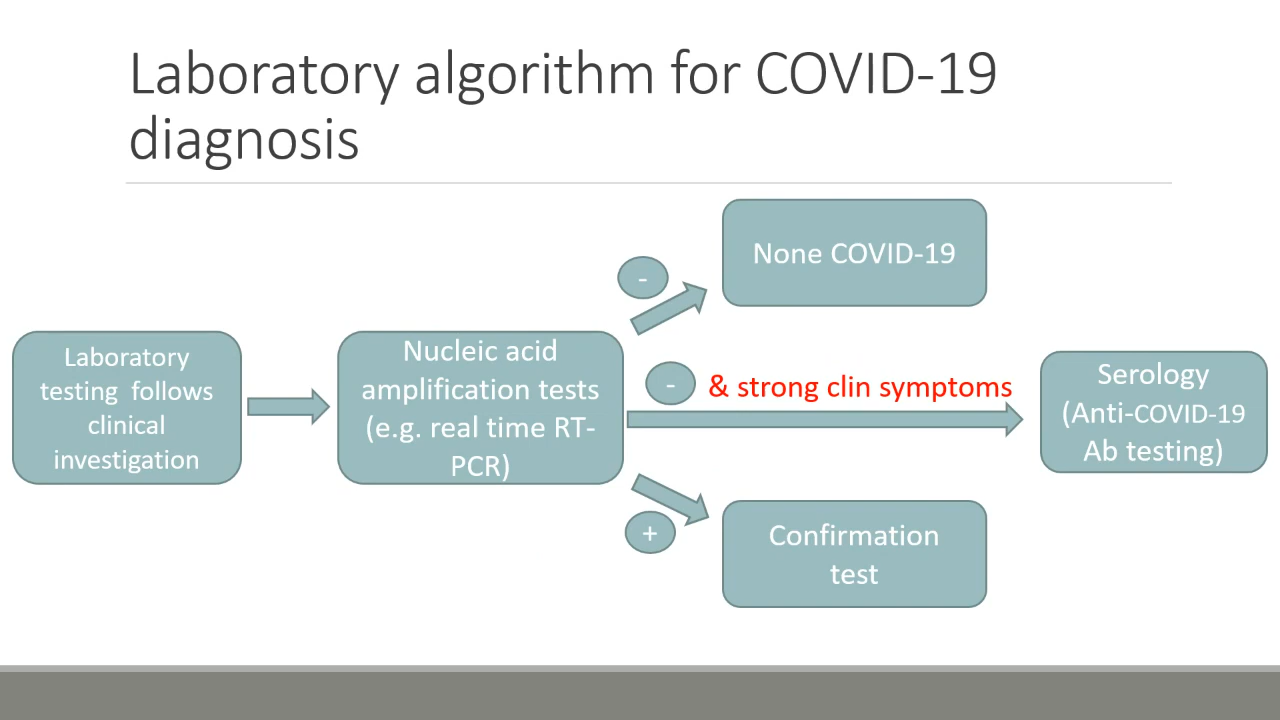 Laboratory algorithm for COVID-19
diagnosis
Laboratory
testing follows
clinical
investigation
Nucleic acid
amplification tests
(e.g. real time RT-
PCR)
-
None COVID-19
-
& strong clin symptoms
Serology
(Anti-COVID-19
Ab testing)
+
Confirmation
test